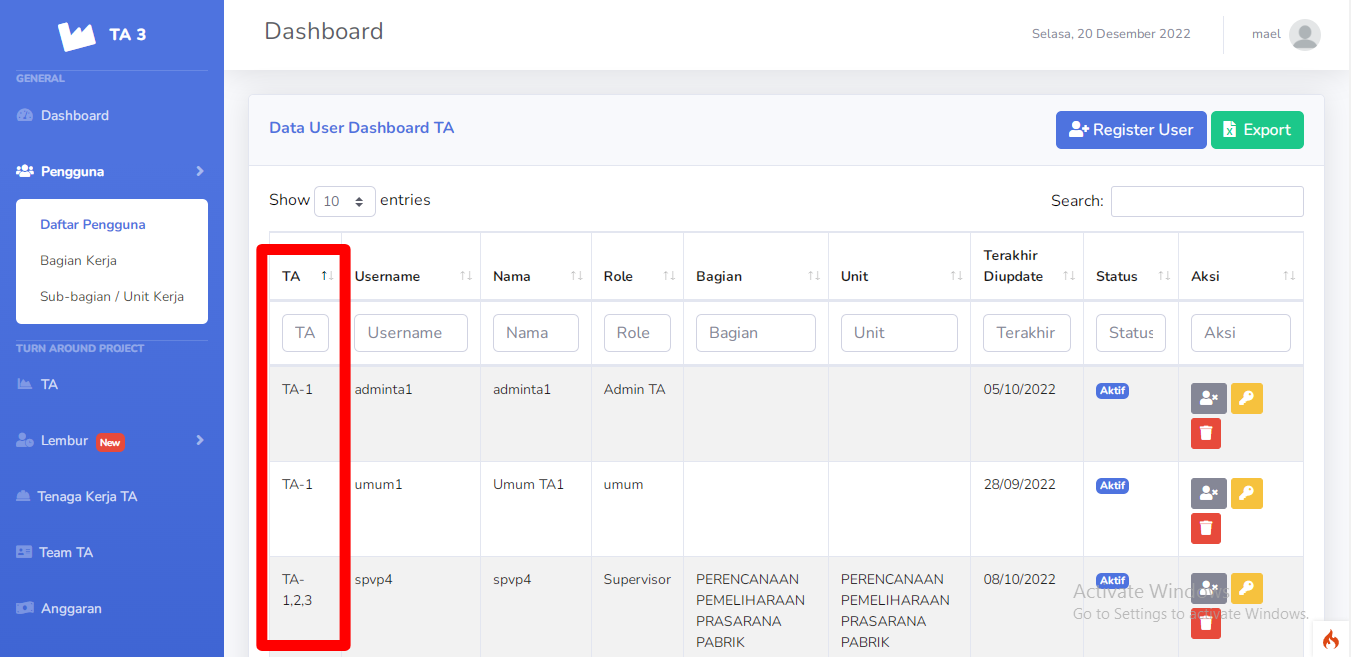 TA 3
GENERAL
Dashboard
Pengguna
Daftar Pengguna
Bagian Kerja
Sub-bagian / Unit Kerja
TURN AROUND PROJECT
TA
Lembur New
Tenaga Kerja TA
Team TA
Anggaran
Dashboard
Selasa, 20 Desember 2022
mael
Data User Dashboard TA
Register User
Export
Show 10 entries
Search:
TA Username Nama Role Bagian Unit Terakhir Diupdate Status Aksi
TA Username Nama Role Bagian Unit Terakhir Status Aksi
TA-1 adminta1 adminta1 Admin TA 05/10/2022 Aktif
TA-1 umum1 Umum TA1 umum 28/09/2022 Aktif
TA- spvp4 spvp4 Supervisor PERENCANAAN PERENCANAAN 08/10/2022 Aktif
1,2,3 PEMELIHARAAN PEMELIHARAAN
PRASARANA PRASARANA
PABRIK PABRIK
Activate Windows
Go to Settings to activate Windows.